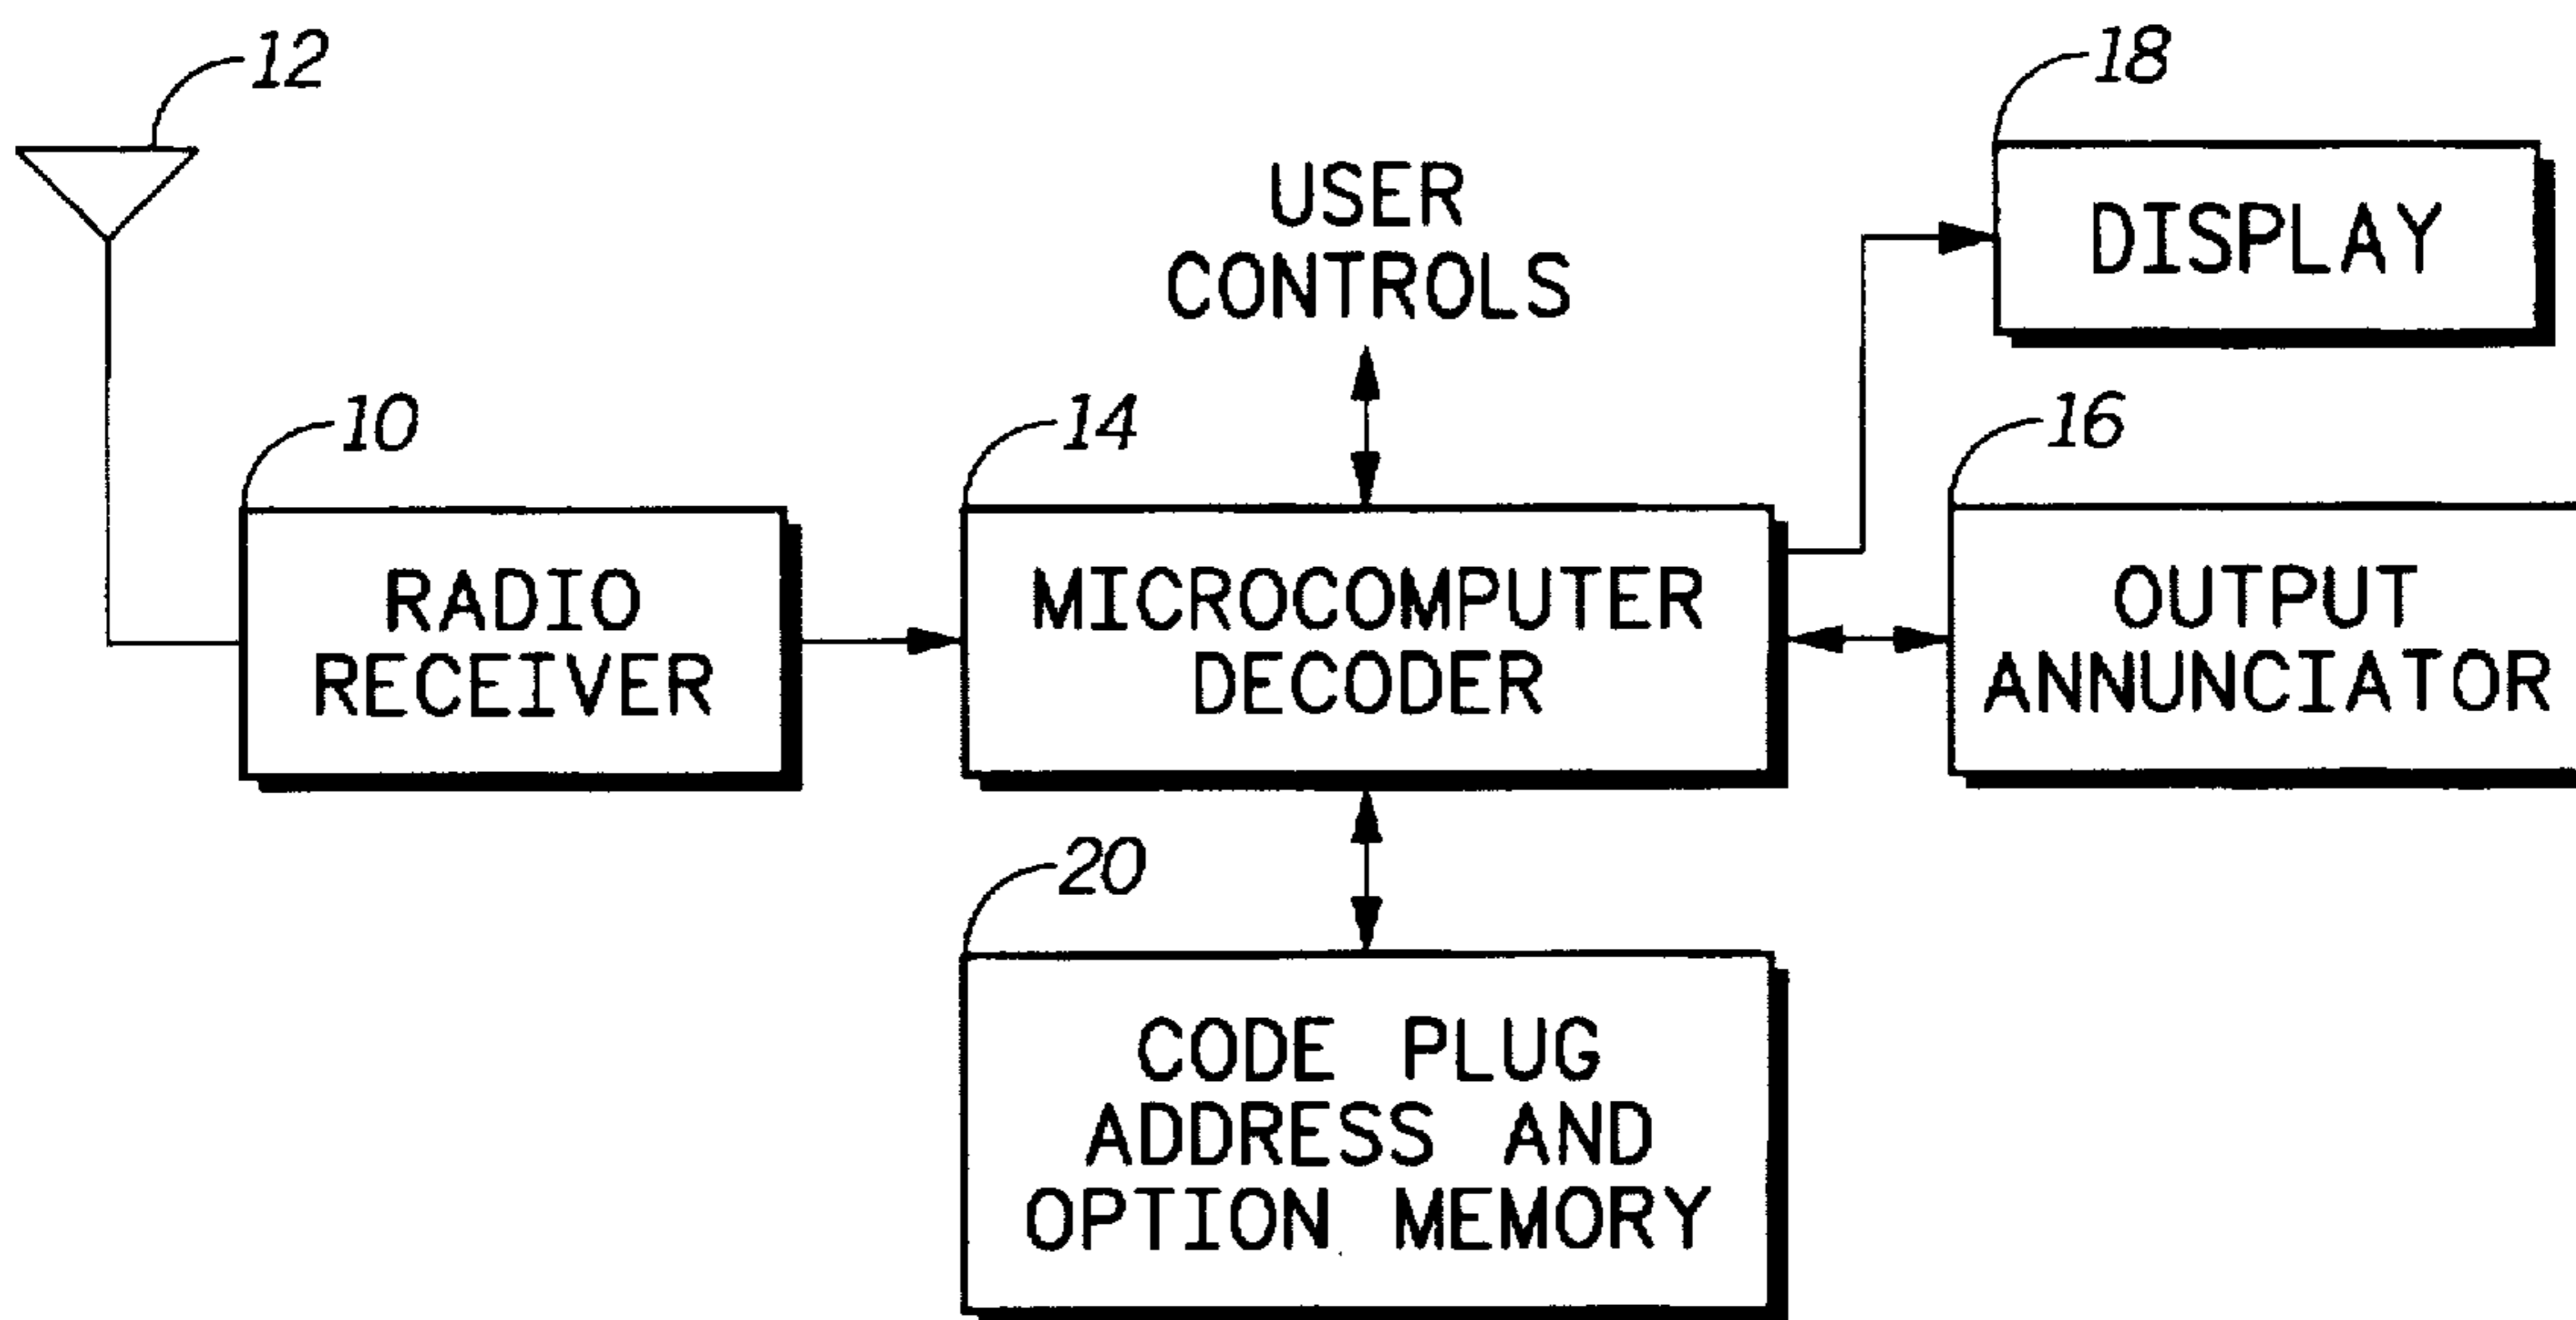 12
18
USER
CONTROLS
DISPLAY
10
14
16
RADIO
RECEIVER
MICROCOMPUTER
DECODER
OUTPUT
ANNUNCIATOR
20
CODE PLUG
ADDRESS AND
OPTION MEMORY